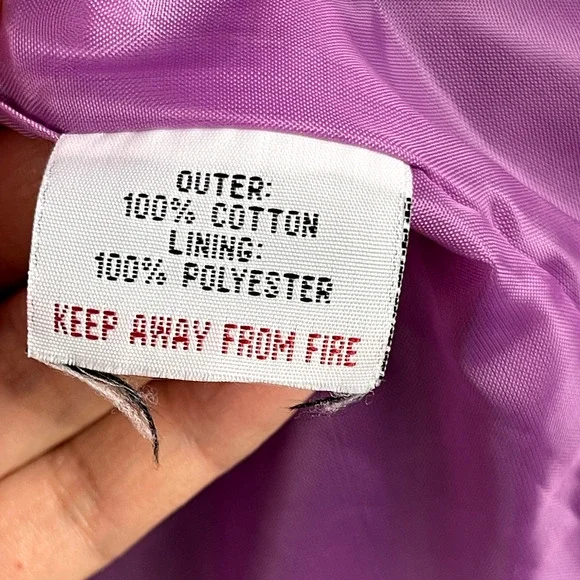 OUTER:
100% COTTON
LINING:
100% POLYESTER
KEEP AWAY FROM FIRE